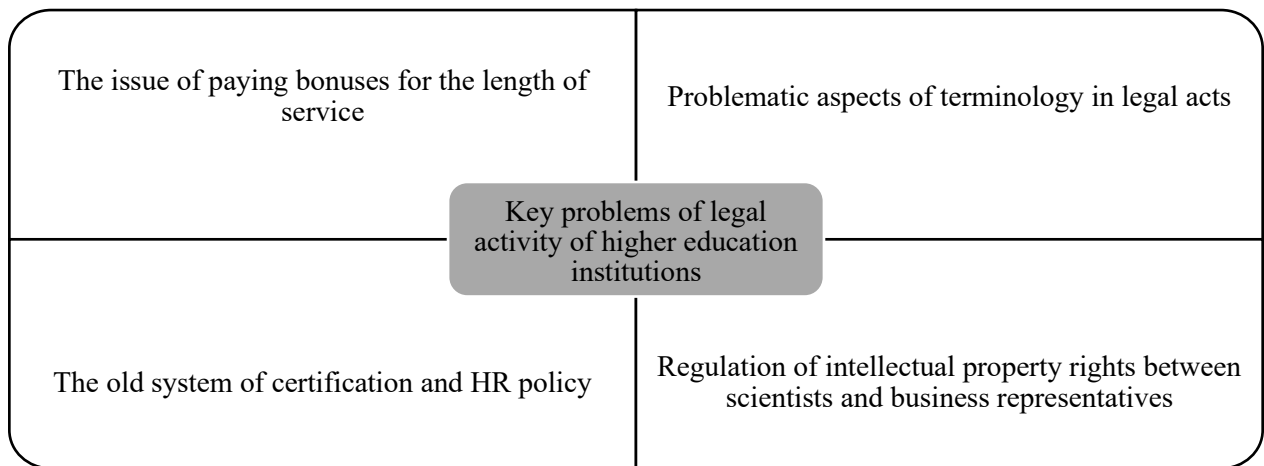 The issue of paying bonuses for the length of
service
Problematic aspects of terminology in legal acts
Key problems of legal
activity of higher education
institutions
The old system of certification and HR policy
Regulation of intellectual property rights between
scientists and business representatives